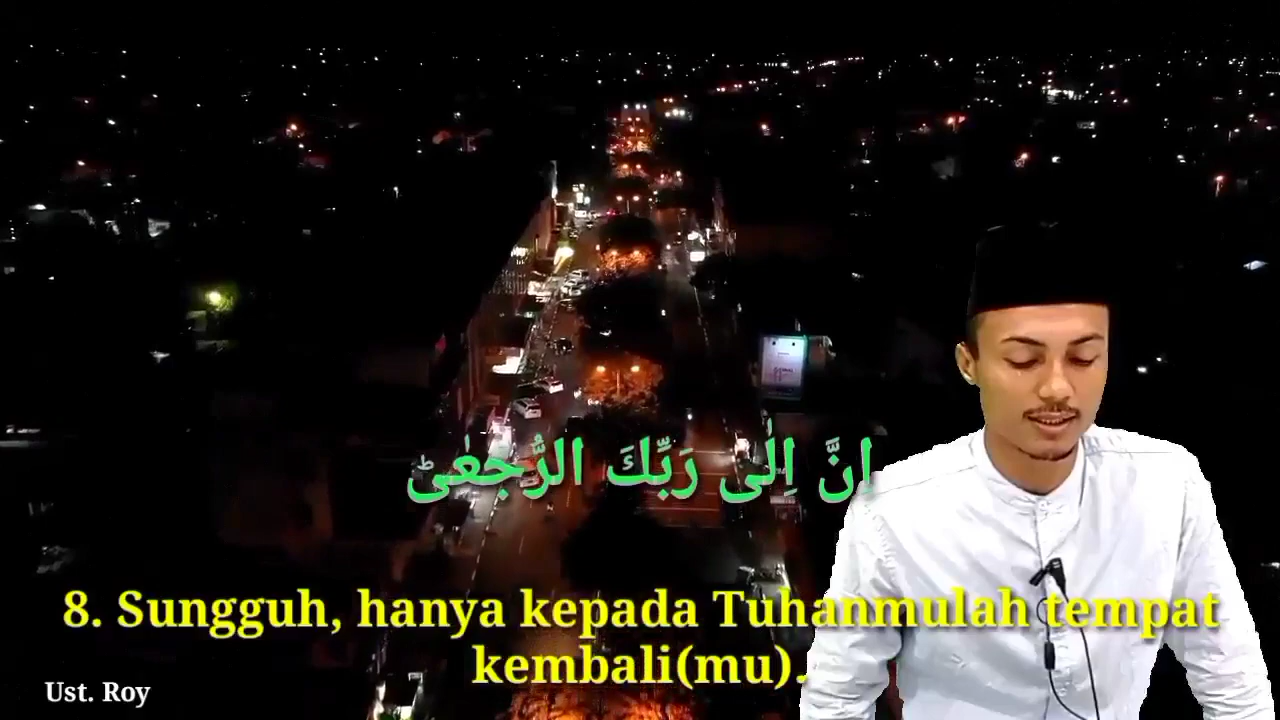 اِنَّ اِلٰى رَبِّكَ الرُّجْعٰىۗ
8. Sungguh, hanya kepada Tuhanmulah tempat
kembali(mu).
Ust. Roy